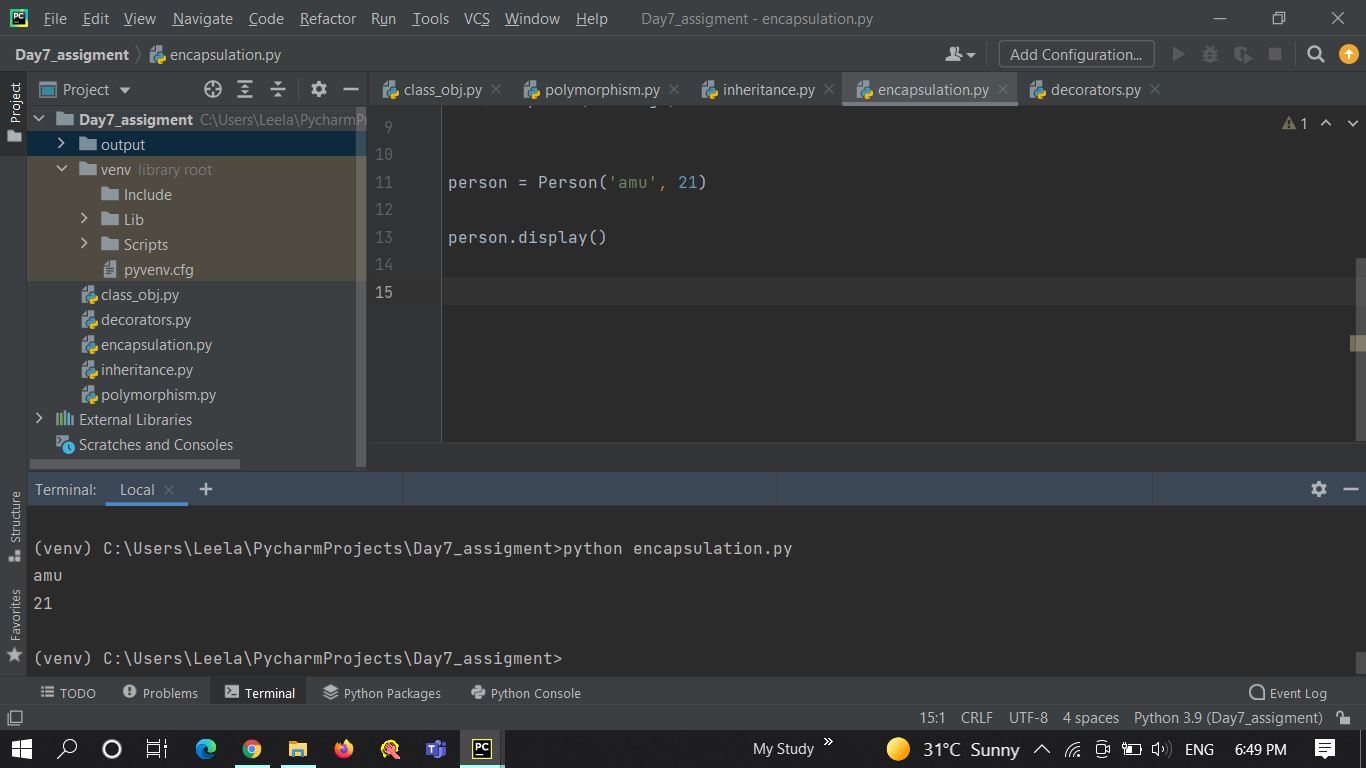 PC File Edit View Navigate Code Refactor Run Tools VCS Window Help Day7_assigment - encapsulation.py
Day7_assigment encapsulation.py Add Configuration...
Project
Project class_obj.py polymorphism.py inheritance.py encapsulation.py decorators.py
Day7_assigment C:\Users\Leela\PycharmPr
output
venv library root
Include
Lib
Scripts
pyvenv.cfg
class_obj.py
decorators.py
encapsulation.py
inheritance.py
polymorphism.py
External Libraries
Scratches and Consoles
1
9
10
11 person = Person('amu', 21)
12
13 person.display()
14
15
Structure
Favorites
Terminal: Local
(venv) C:\Users\Leela\PycharmProjects\Day7_assigment>python encapsulation.py
amu
21
(venv) C:\Users\Leela\PycharmProjects\Day7_assigment>
TODO Problems Terminal Python Packages Python Console Event Log
15:1 CRLF UTF-8 4 spaces Python 3.9 (Day7_assigment)
PC My Study 31°C Sunny ENG 6:49 PM